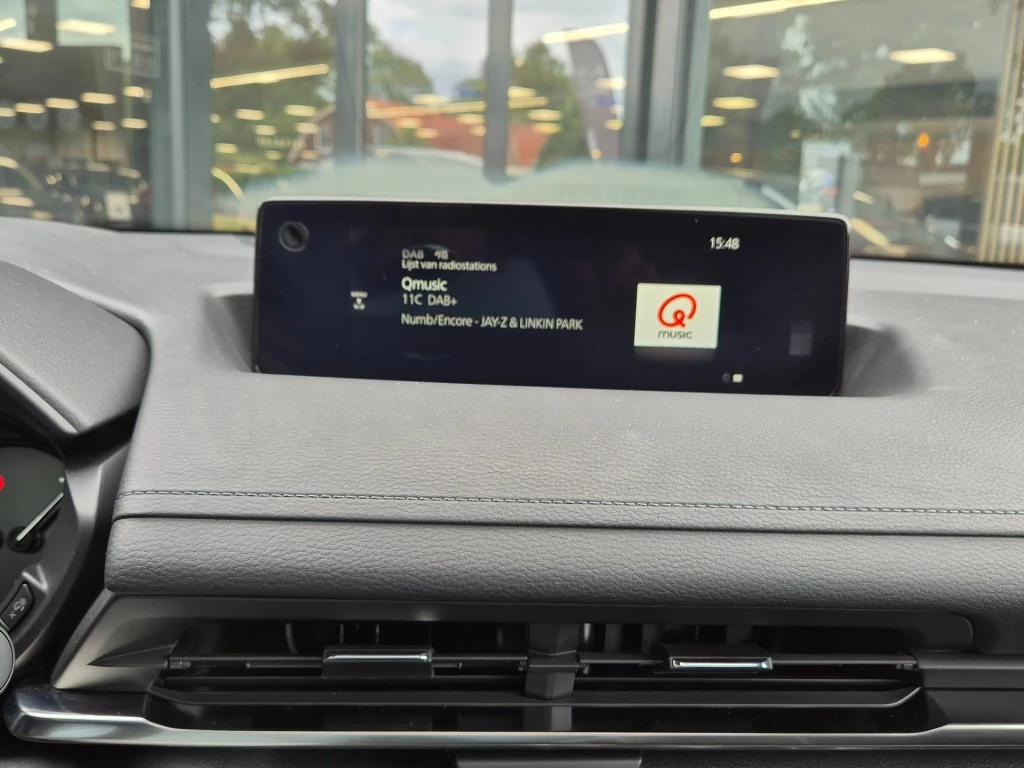 15:48
DAB
Lijst van radiostations
Qmusic
11C DAB+
Numb/Encore - JAY-Z & LINKIN PARK
MUSIC